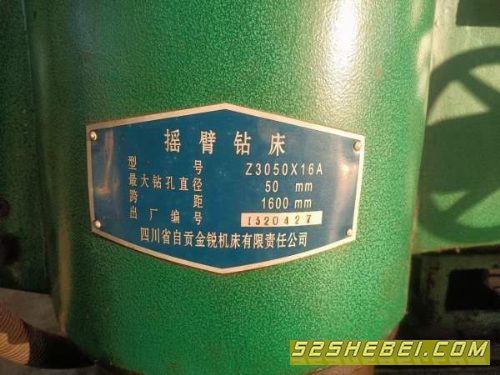 摇臂钻床
型号 Z3050X16A
最大钻孔直径 50 mm
跨距 1600 mm
出厂编号 1520427
四川省自贡金锐机床有限责任公司
52SHEBEI.COM